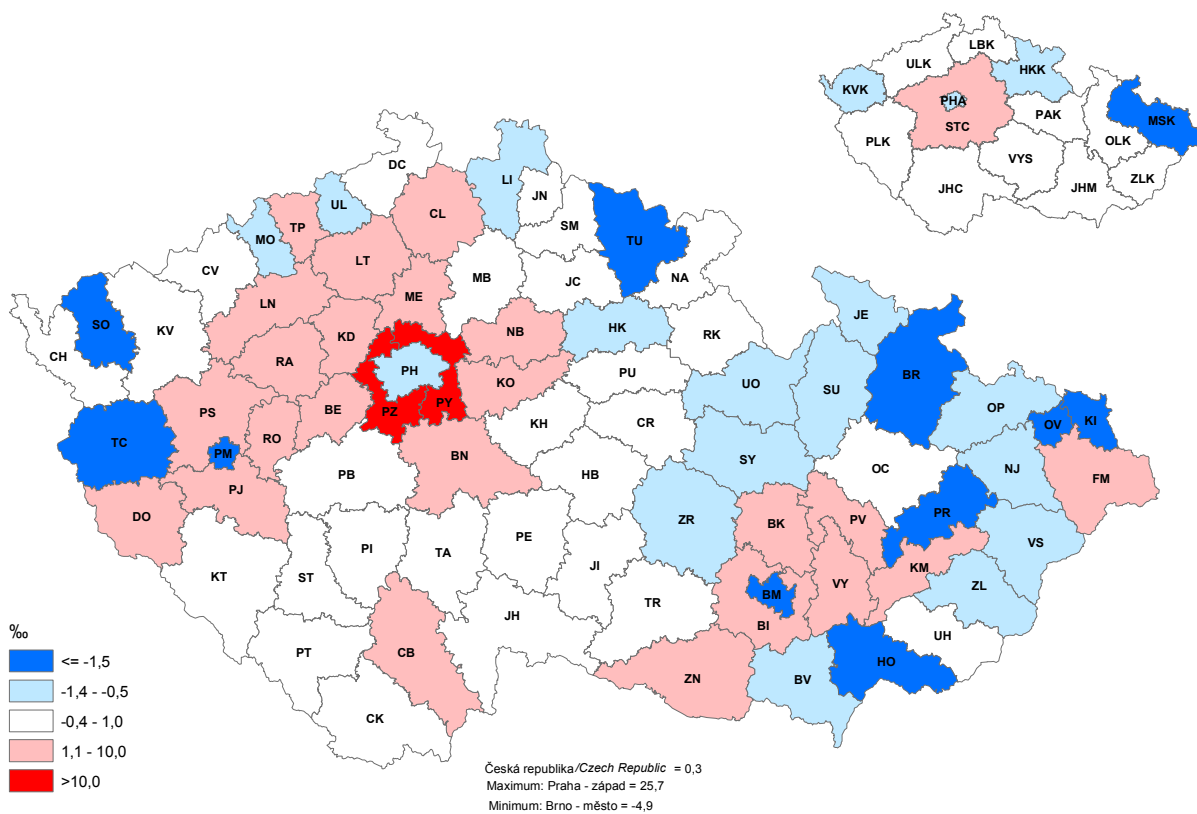 LBK
ULK
HKK
KVK
PHA
MSK
PAK
STC
OLK
PLK
VYS
ZLK
JHC
JHM
DC
LI
JN
UL
CL
TP
SM
MO
TU
LT
CV
MB
JC
NA
ME
LN
SO
KV
HK
JE
NB
KD
RK
CH
RA
PH
PU
BR
UO
SU
KO
OP
PS
BE
PZ
PY
KI
OV
RO
KH
CR
TC
PM
BN
SY
OC
NJ
PB
HB
FM
PJ
DO
ZR
BK
PV
PR
PE
VS
PI
TA
KT
ST
JI
KM
VY
ZL
BM
TR
JH
BI
UH
PT
CB
HO
ZN
BV
CK
‰
<= -1,5
-1,4 - -0,5
-0,4 - 1,0
1,1 - 10,0
>10,0
Česká republika/Czech Republic = 0,3
Maximum: Praha - západ = 25,7
Minimum: Brno - město = -4,9